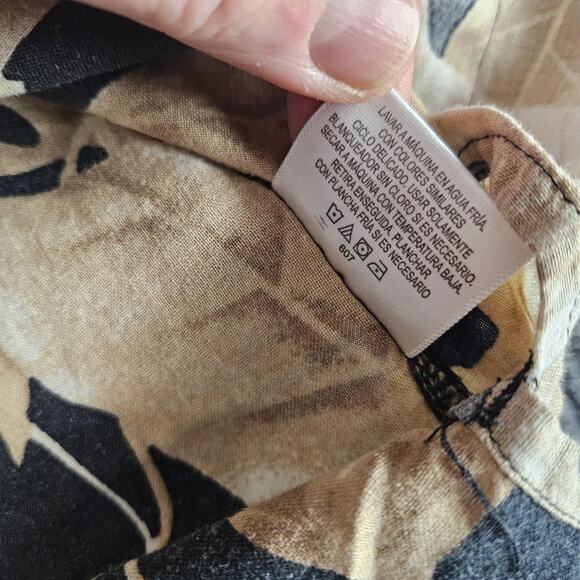 LAVAR A MÁQUINA EN AGUA FRÍA.
CON COLORES SIMILARES
CICLO DELICADO. USAR SOLAMENTE
BLANQUEADOR SIN CLORO SI ES NECESARIO.
SECAR A MÁQUINA CON TEMPERATURA BAJA.
RETIRA ENSEGUIDA. PLANCHAR
CON PLANCHA FRÍA SI ES NECESARIO
607